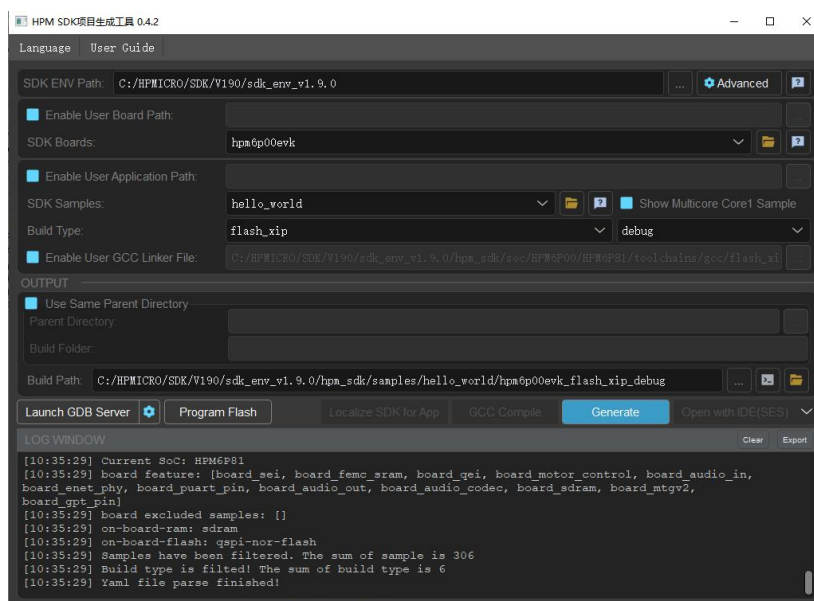 HPM SDK项目生成工具 0.4.2
Language User Guide
SDK ENV Path: C:/HPMICRO/SDK/V190/sdk_env_v1.9.0 ... Advanced
Enable User Board Path: ...
SDK Boards: hpm6p00evk
Enable User Application Path: ...
SDK Samples: hello_world Show Multicore Core1 Sample
Build Type: flash_xip debug
Enable User GCC Linker File: C:/HPMICRO/SDK/V190/sdk_env_v1.9.0/hpm_sdk/soc/HPM6P00/HPM6P81/toolchains/gcc/flash_xi ...
OUTPUT
Use Same Parent Directory
Parent Directory: ...
Build Folder:
Build Path: C:/HPMICRO/SDK/V190/sdk_env_v1.9.0/hpm_sdk/samples/hello_world/hpm6p00evk_flash_xip_debug ...
Launch GDB Server Program Flash Localize SDK for App GCC Compile Generate Open with IDE(SES)
LOG WINDOW Clear Export
[10:35:29] Current SoC: HPM6P81
[10:35:29] board feature: [board_sei, board_femc_sram, board_qei, board_motor_control, board_audio_in,
board_enet_phy, board_puart_pin, board_audio_out, board_audio_codec, board_sdram, board_mtgv2,
board_gpt_pin]
[10:35:29] board excluded samples: []
[10:35:29] on-board-ram: sdram
[10:35:29] on-board-flash: qspi-nor-flash
[10:35:29] Samples have been filtered. The sum of sample is 306
[10:35:29] Build type is filted! The sum of build type is 6
[10:35:29] Yaml file parse finished!